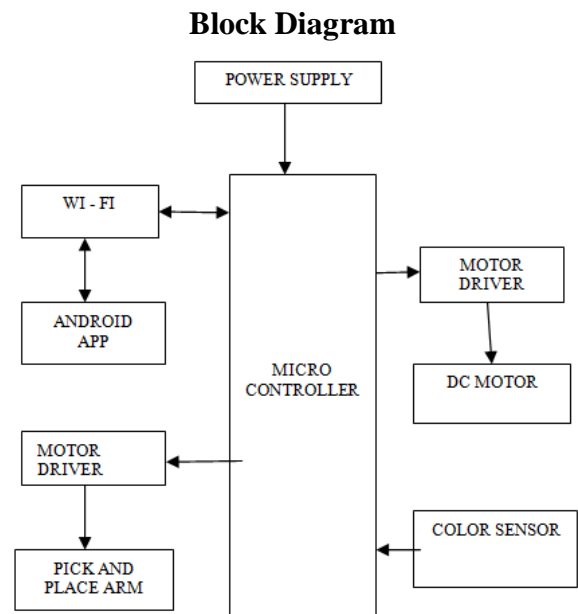 Block Diagram
POWER SUPPLY
WI - FI
ANDROID
APP
MICRO
CONTROLLER
MOTOR
DRIVER
DC MOTOR
MOTOR
DRIVER
PICK AND
PLACE ARM
COLOR SENSOR